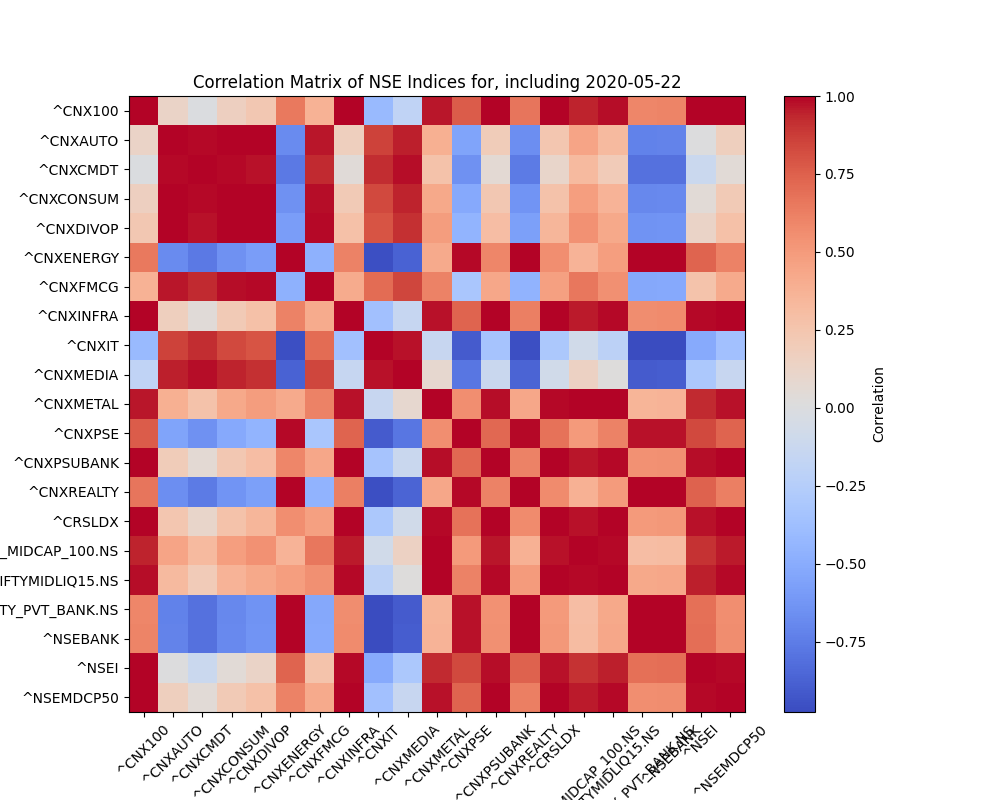 Correlation Matrix of NSE Indices for, including 2020-05-22
^CNX100
^CNXAUTO
^CNXCMDT
^CNXCONSUM
^CNXDIVOP
^CNXENERGY
^CNXFMCG
^CNXINFRA
^CNXIT
^CNXMEDIA
^CNXMETAL
^CNXPSE
^CNXPSUBANK
^CNXREALTY
^CRSLDX
_MIDCAP_100.NS
IFTYMIDLIQ15.NS
TY_PVT_BANK.NS
^NSEBANK
^NSEI
^NSEMDCP50
^CNX100
^CNXAUTO
^CNXCMDT
^CNXCONSUM
^CNXDIVOP
^CNXENERGY
^CNXFMCG
^CNXINFRA
^CNXIT
^CNXMEDIA
^CNXMETAL
^CNXPSE
^CNXPSUBANK
^CNXREALTY
^CRSLDX
MIDCAP_100.NS
TYMIDLIQ15.NS
PVT_BANK.NS
^NSEBANK
^NSEI
^NSEMDCP50
1.00
0.75
0.50
0.25
0.00
−0.25
−0.50
−0.75
Correlation